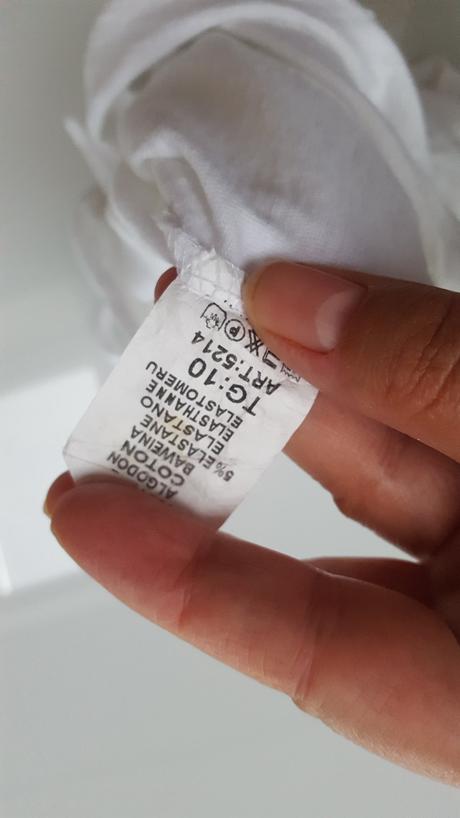 ALGODON
COTON
BAWEINA
5% ELASTANE
ELASTANO
ELASTHANNE
ELASTOMERU
TG:10
ART:5214
P